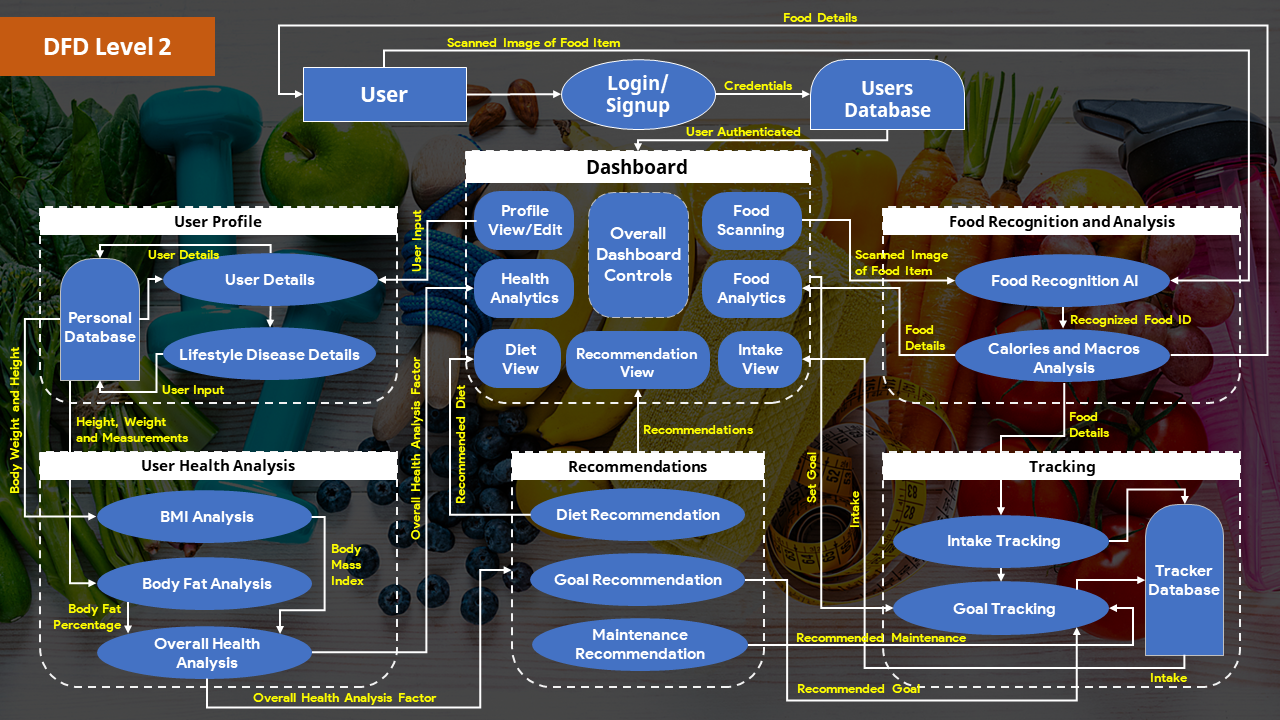 Food Details
DFD Level 2
Scanned Image of Food Item
User
Login/
Signup
Credentials
Users
Database
User Authenticated
Dashboard
Profile
View/Edit
Overall
Dashboard
Controls
Food
Scanning
Health
Analytics
Food
Analytics
Diet
View
Recommendation
View
Intake
View
User Profile
User Details
User Details
Personal
Database
Lifestyle Disease Details
User Input
User Input
Food Recognition and Analysis
Scanned Image
of Food Item
Food Recognition AI
Recognized Food ID
Food
Details
Calories and Macros
Analysis
Food
Details
Body Weight and Height
Height, Weight
and Measurements
Overall Health Analysis Factor
Recommended Diet
Recommendations
Set Goal
Intake
User Health Analysis
BMI Analysis
Body
Mass
Index
Body Fat Analysis
Body Fat
Percentage
Overall Health
Analysis
Overall Health Analysis Factor
Recommendations
Diet Recommendation
Goal Recommendation
Maintenance
Recommendation
Tracking
Intake Tracking
Goal Tracking
Tracker
Database
Recommended Maintenance
Intake
Recommended Goal